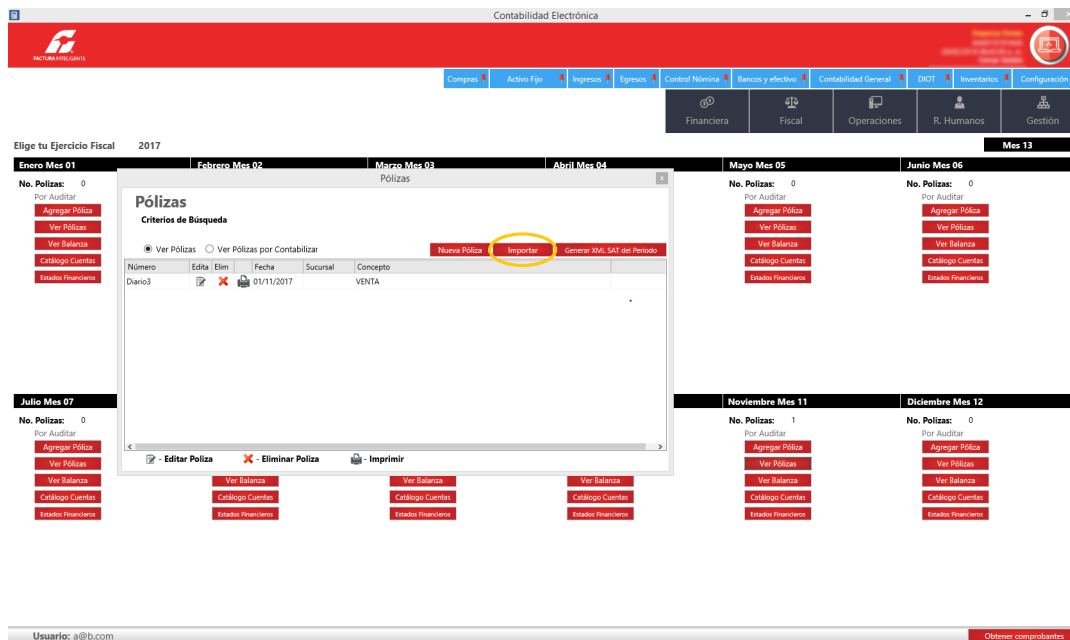 Contabilidad Electrónica
FACTURA INTELIGENTE
Compras Activo Fijo Ingresos Egresos Control Nómina Bancos y efectivo Contabilidad General DIOT Inventarios Configuración
Financiera Fiscal Operaciones R. Humanos Gestión
Elige tu Ejercicio Fiscal 2017 Mes 13
Enero Mes 01 Febrero Mes 02 Marzo Mes 03 Abril Mes 04 Mayo Mes 05 Junio Mes 06
No. Polizas: 0
Por Auditar
Agregar Póliza
Ver Pólizas
Ver Balanza
Catálogo Cuentas
Estados Financieros
Pólizas
x
Pólizas
Criterios de Búsqueda
Ver Pólizas Ver Pólizas por Contabilizar Nueva Póliza Importar Generar XML SAT del Periodo
Número Edita Elim Fecha Sucursal Concepto
Diario3 01/11/2017 VENTA
- Editar Poliza - Eliminar Poliza - Imprimir
No. Polizas: 0
Por Auditar
Agregar Póliza
Ver Pólizas
Ver Balanza
Catálogo Cuentas
Estados Financieros
No. Polizas: 0
Por Auditar
Agregar Póliza
Ver Pólizas
Ver Balanza
Catálogo Cuentas
Estados Financieros
Julio Mes 07 Noviembre Mes 11 Diciembre Mes 12
No. Polizas: 0 No. Polizas: 1 No. Polizas: 0
Por Auditar Por Auditar Por Auditar
Agregar Póliza Agregar Póliza Agregar Póliza
Ver Pólizas Ver Pólizas Ver Pólizas
Ver Balanza Ver Balanza Ver Balanza Ver Balanza Ver Balanza Ver Balanza
Catálogo Cuentas Catálogo Cuentas Catálogo Cuentas Catálogo Cuentas Catálogo Cuentas Catálogo Cuentas
Estados Financieros Estados Financieros Estados Financieros Estados Financieros Estados Financieros Estados Financieros
Usuario: a@b.com Obtener comprobantes